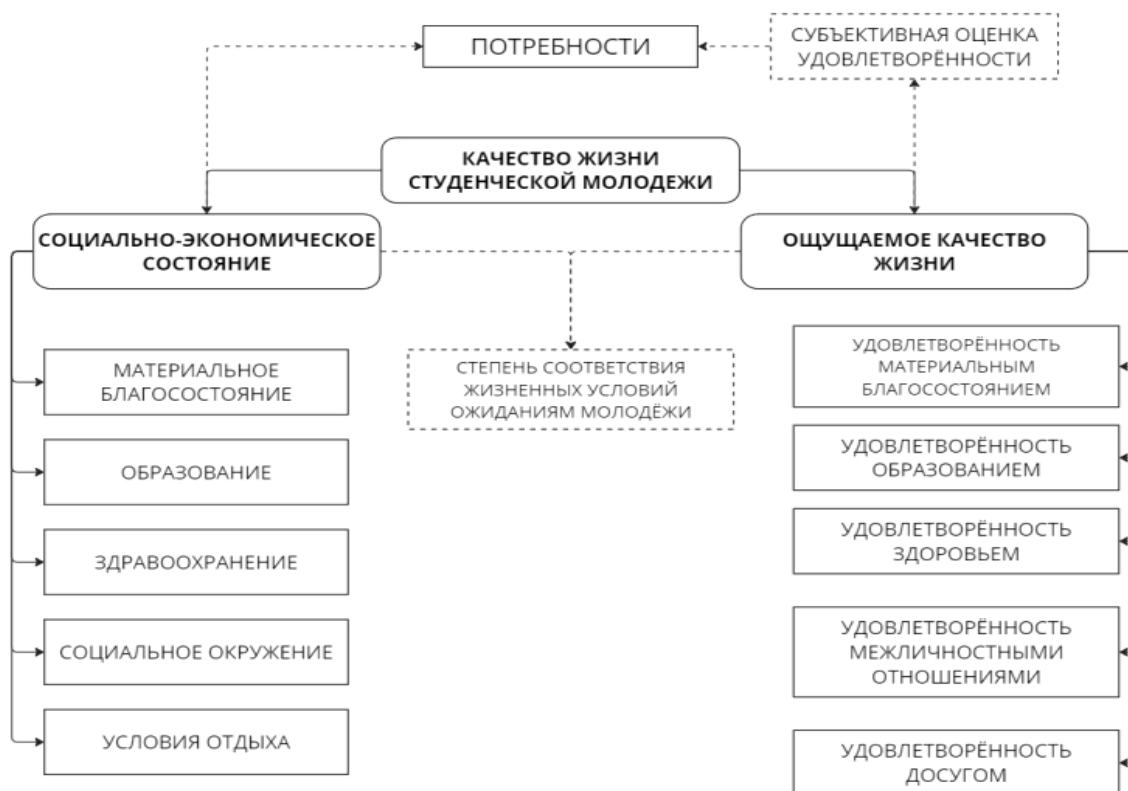 ПОТРЕБНОСТИ
СУБЪЕКТИВНАЯ ОЦЕНКА
УДОВЛЕТВОРЁННОСТИ
КАЧЕСТВО ЖИЗНИ
СТУДЕНЧЕСКОЙ МОЛОДЕЖИ
СОЦИАЛЬНО-ЭКОНОМИЧЕСКОЕ
СОСТОЯНИЕ
ОЩУЩАЕМОЕ КАЧЕСТВО
ЖИЗНИ
МАТЕРИАЛЬНОЕ
БЛАГОСОСТОЯНИЕ
ОБРАЗОВАНИЕ
ЗДРАВООХРАНЕНИЕ
СОЦИАЛЬНОЕ ОКРУЖЕНИЕ
УСЛОВИЯ ОТДЫХА
СТЕПЕНЬ СООТВЕТСТВИЯ
ЖИЗНЕННЫХ УСЛОВИЙ
ОЖИДАНИЯМ МОЛОДЁЖИ
УДОВЛЕТВОРЁННОСТЬ
МАТЕРИАЛЬНЫМ
БЛАГОСОСТОЯНИЕМ
УДОВЛЕТВОРЁННОСТЬ
ОБРАЗОВАНИЕМ
УДОВЛЕТВОРЁННОСТЬ
ЗДОРОВЬЕМ
УДОВЛЕТВОРЁННОСТЬ
МЕЖЛИЧНОСТНЫМИ
ОТНОШЕНИЯМИ
УДОВЛЕТВОРЁННОСТЬ
ДОСУГОМ